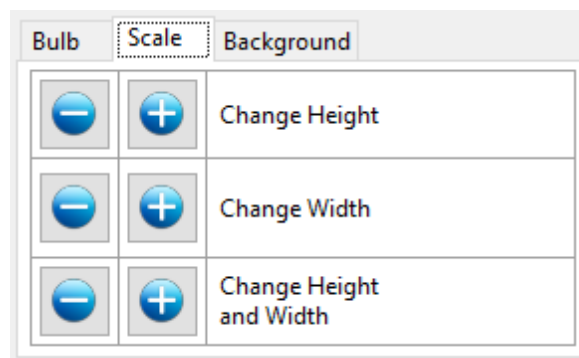 Bulb Scale Background
Change Height
Change Width
Change Height
and Width